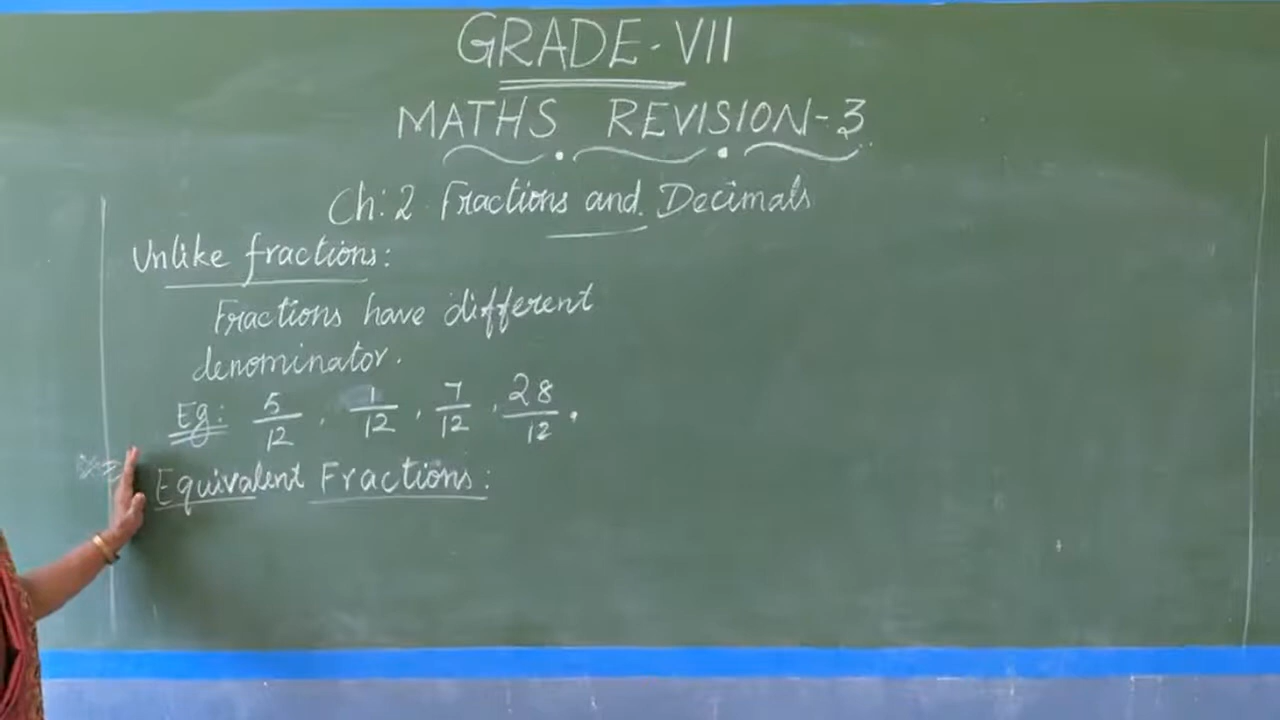 GRADE-VII
MATHS REVISION-3
Ch:2 Fractions and Decimals
Unlike fractions:
Fractions have different
denominator.
Eg: 5/12, 1/12, 7/12, 28/12.
Equivalent Fractions: